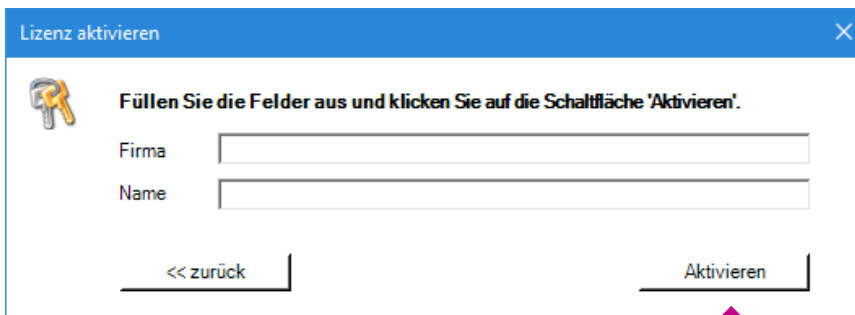 Lizenz aktivieren
Füllen Sie die Felder aus und klicken Sie auf die Schaltfläche 'Aktivieren'.
Firma
Name
<< zurück Aktivieren